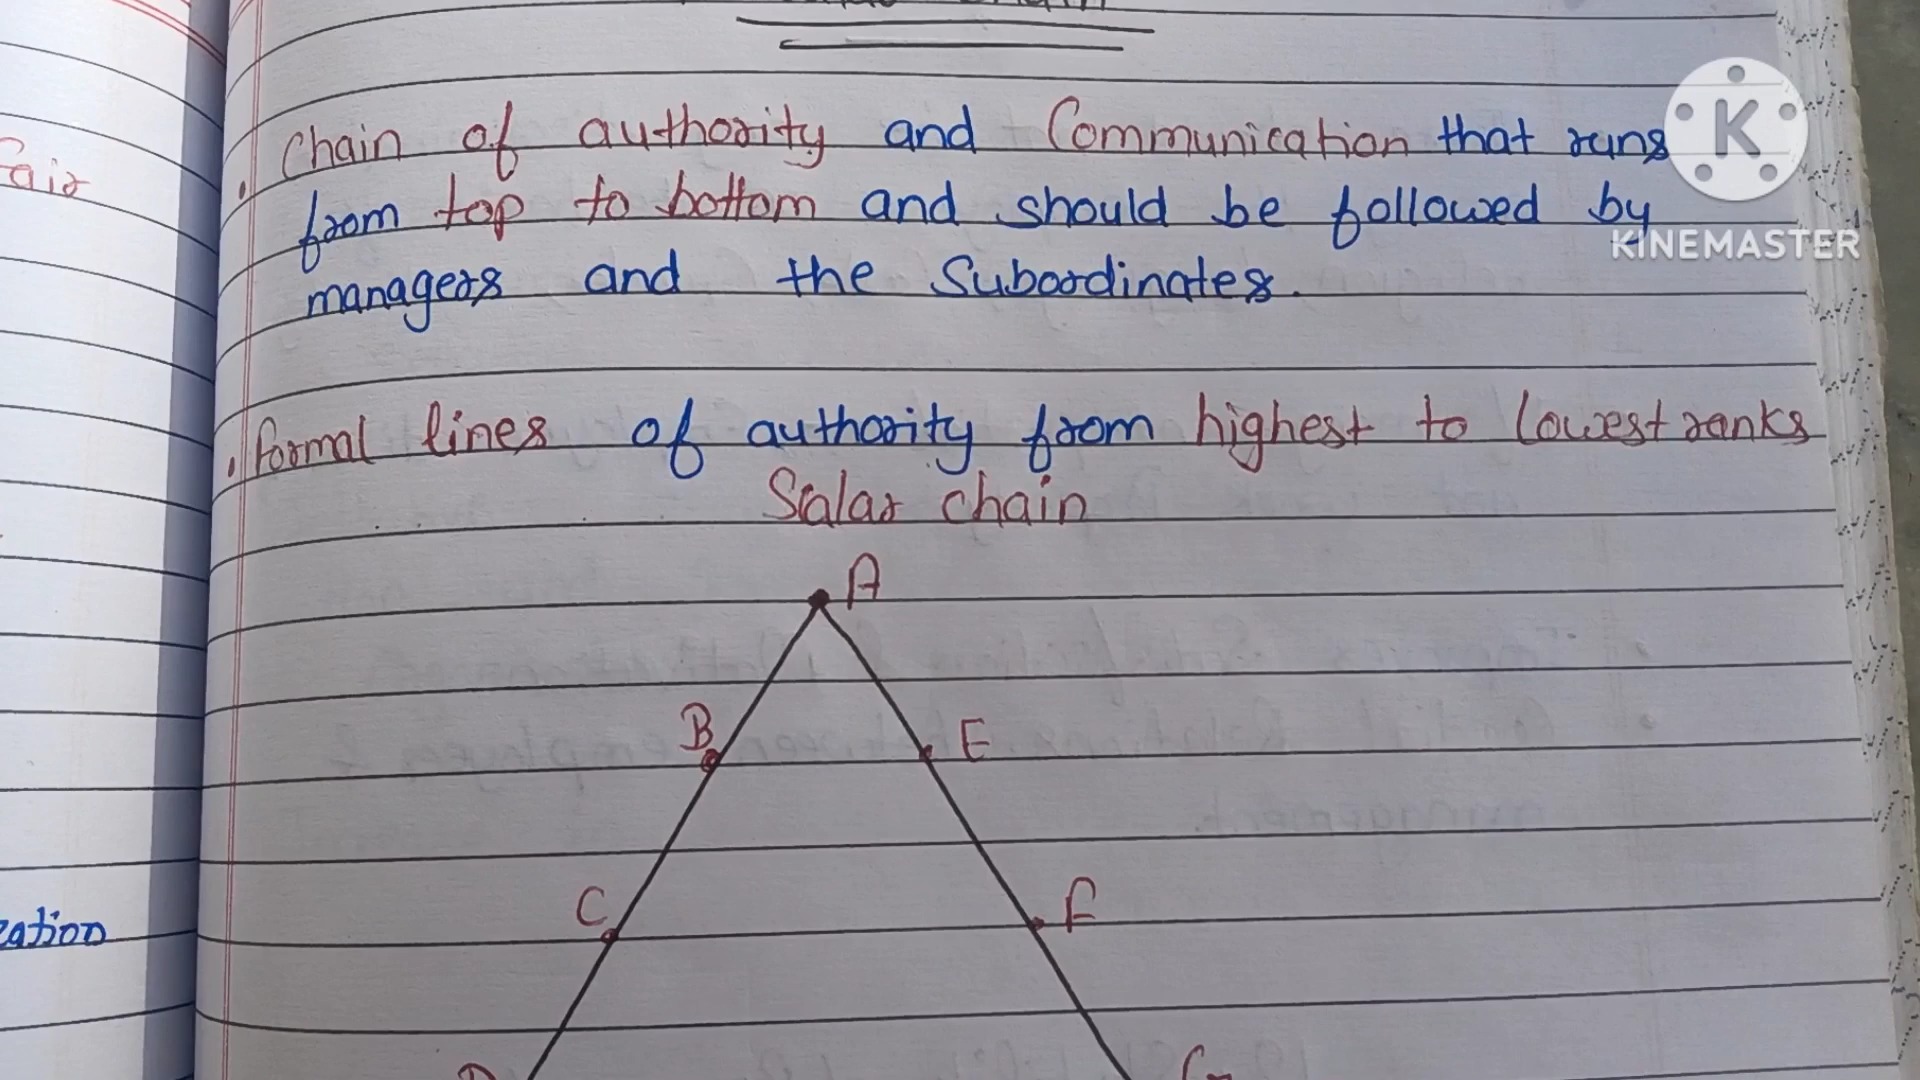 Chain of authority and Communication that runs
from top to bottom and should be followed by
managers and the Subordinates.
formal lines of authority from highest to lowest ranks
Scalar chain
A
B E
C F
D G
K
KINEMASTER
cation